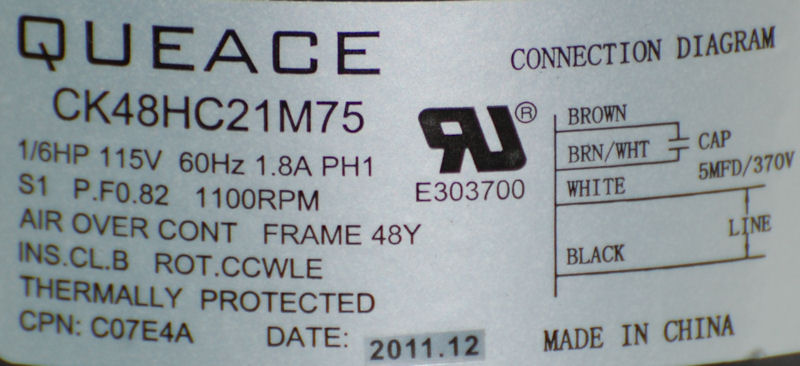 QUEACE
CK48HC21M75
1/6HP 115V 60Hz 1.8A PH1
S1 P.F0.82 1100RPM
AIR OVER CONT FRAME 48Y
INS.CL.B ROT.CCWLE
THERMALLY PROTECTED
CPN: C07E4A DATE: 2011.12
RU®
E303700
CONNECTION DIAGRAM
BROWN
BRN/WHT
CAP
5MFD/370V
WHITE
LINE
BLACK
MADE IN CHINA